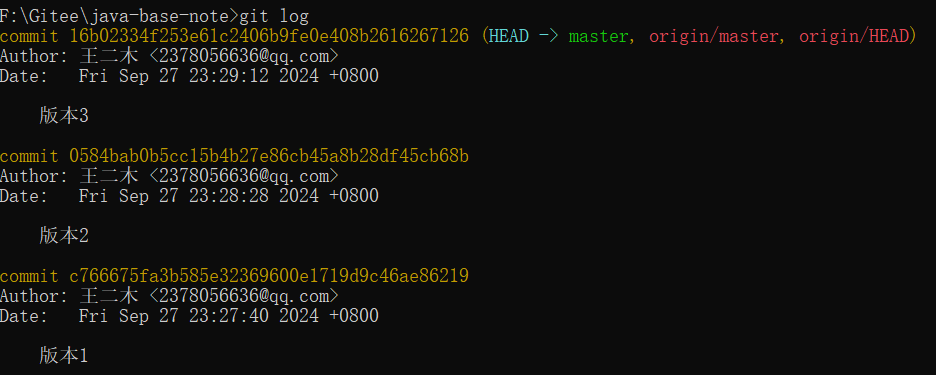 F:\Gitee\java-base-note>git log
commit 16b02334f253e61c2406b9fe0e408b2616267126 (HEAD -> master, origin/master, origin/HEAD)
Author: 王二木 <2378056636@qq.com>
Date:   Fri Sep 27 23:29:12 2024 +0800
版本3
commit 0584bab0b5cc15b4b27e86cb45a8b28df45cb68b
Author: 王二木 <2378056636@qq.com>
Date:   Fri Sep 27 23:28:28 2024 +0800
版本2
commit c766675fa3b585e32369600e1719d9c46ae86219
Author: 王二木 <2378056636@qq.com>
Date:   Fri Sep 27 23:27:40 2024 +0800
版本1